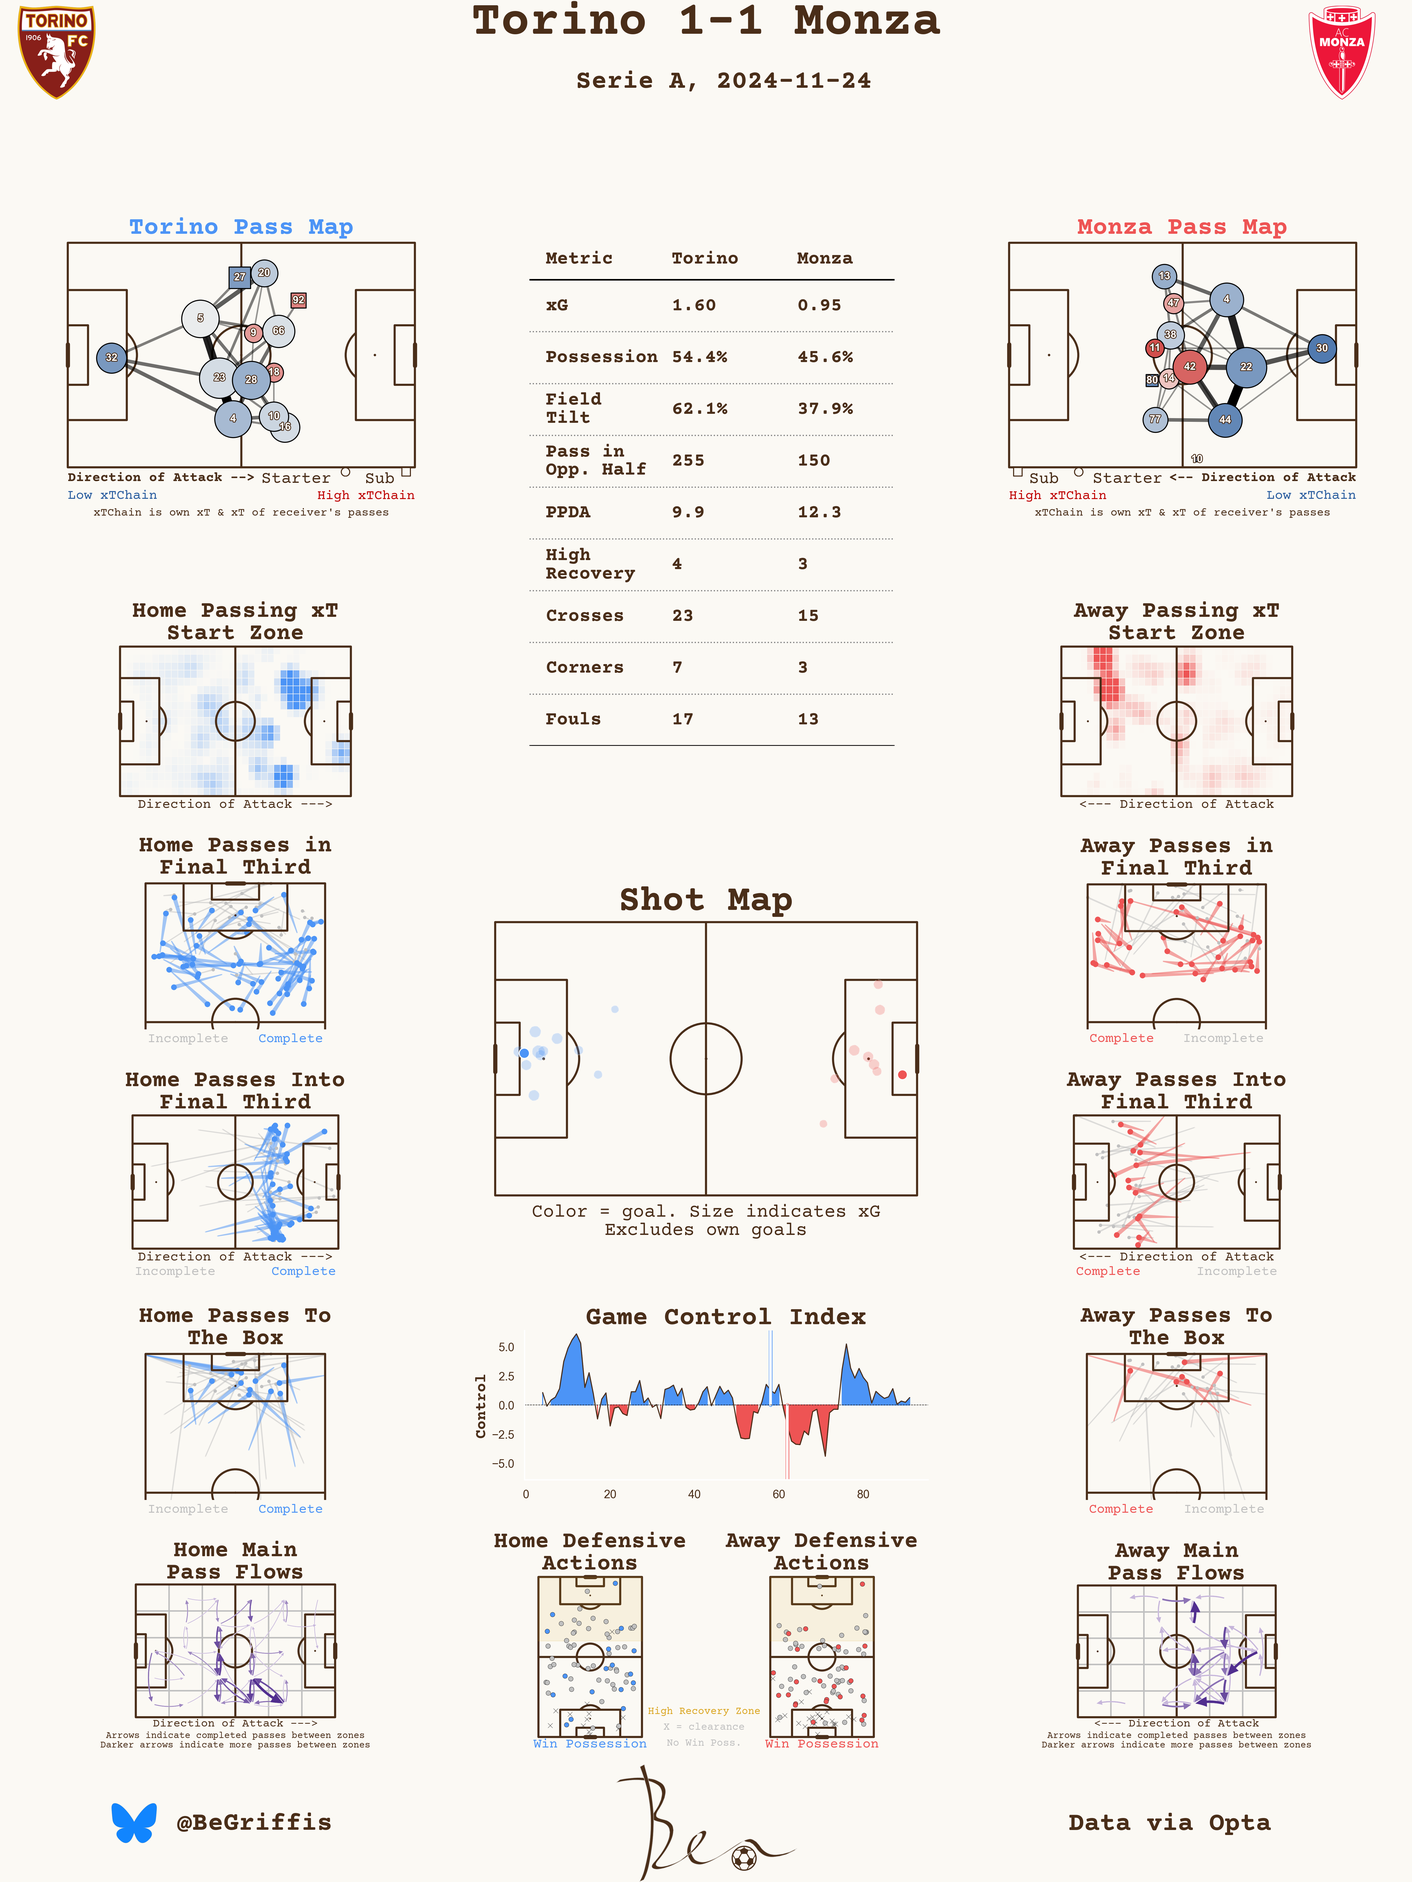 Torino 1-1 Monza
Serie A, 2024-11-24
TORINO
1906 FC
AC
MONZA
Torino Pass Map
27 20
92
5
9 66
32
23 28 18
4 10
16
Direction of Attack --> Starter Sub
Low xTChain High xTChain
xTChain is own xT & xT of receiver's passes
Metric Torino Monza
xG 1.60 0.95
Possession 54.4% 45.6%
Field
Tilt 62.1% 37.9%
Pass in
Opp. Half 255 150
PPDA 9.9 12.3
High
Recovery 4 3
Crosses 23 15
Corners 7 3
Fouls 17 13
Monza Pass Map
13
47 4
38
11 30
42 22
80 14
77 44
10
Sub Starter <-- Direction of Attack
High xTChain Low xTChain
xTChain is own xT & xT of receiver's passes
Home Passing xT
Start Zone
Direction of Attack --->
Away Passing xT
Start Zone
<--- Direction of Attack
Home Passes in
Final Third
Incomplete Complete
Away Passes in
Final Third
Complete Incomplete
Shot Map
Color = goal. Size indicates xG
Excludes own goals
Home Passes Into
Final Third
Direction of Attack --->
Incomplete Complete
Away Passes Into
Final Third
<--- Direction of Attack
Complete Incomplete
Home Passes To
The Box
Incomplete Complete
Game Control Index
Control
5.0
2.5
0.0
−2.5
−5.0
0 20 40 60 80
Away Passes To
The Box
Complete Incomplete
Home Main
Pass Flows
Direction of Attack --->
Arrows indicate completed passes between zones
Darker arrows indicate more passes between zones
Home Defensive
Actions
Win Possession
High Recovery Zone
X = clearance
No Win Poss.
Away Defensive
Actions
Win Possession
Away Main
Pass Flows
<--- Direction of Attack
Arrows indicate completed passes between zones
Darker arrows indicate more passes between zones
@BeGriffis
Ben
Data via Opta